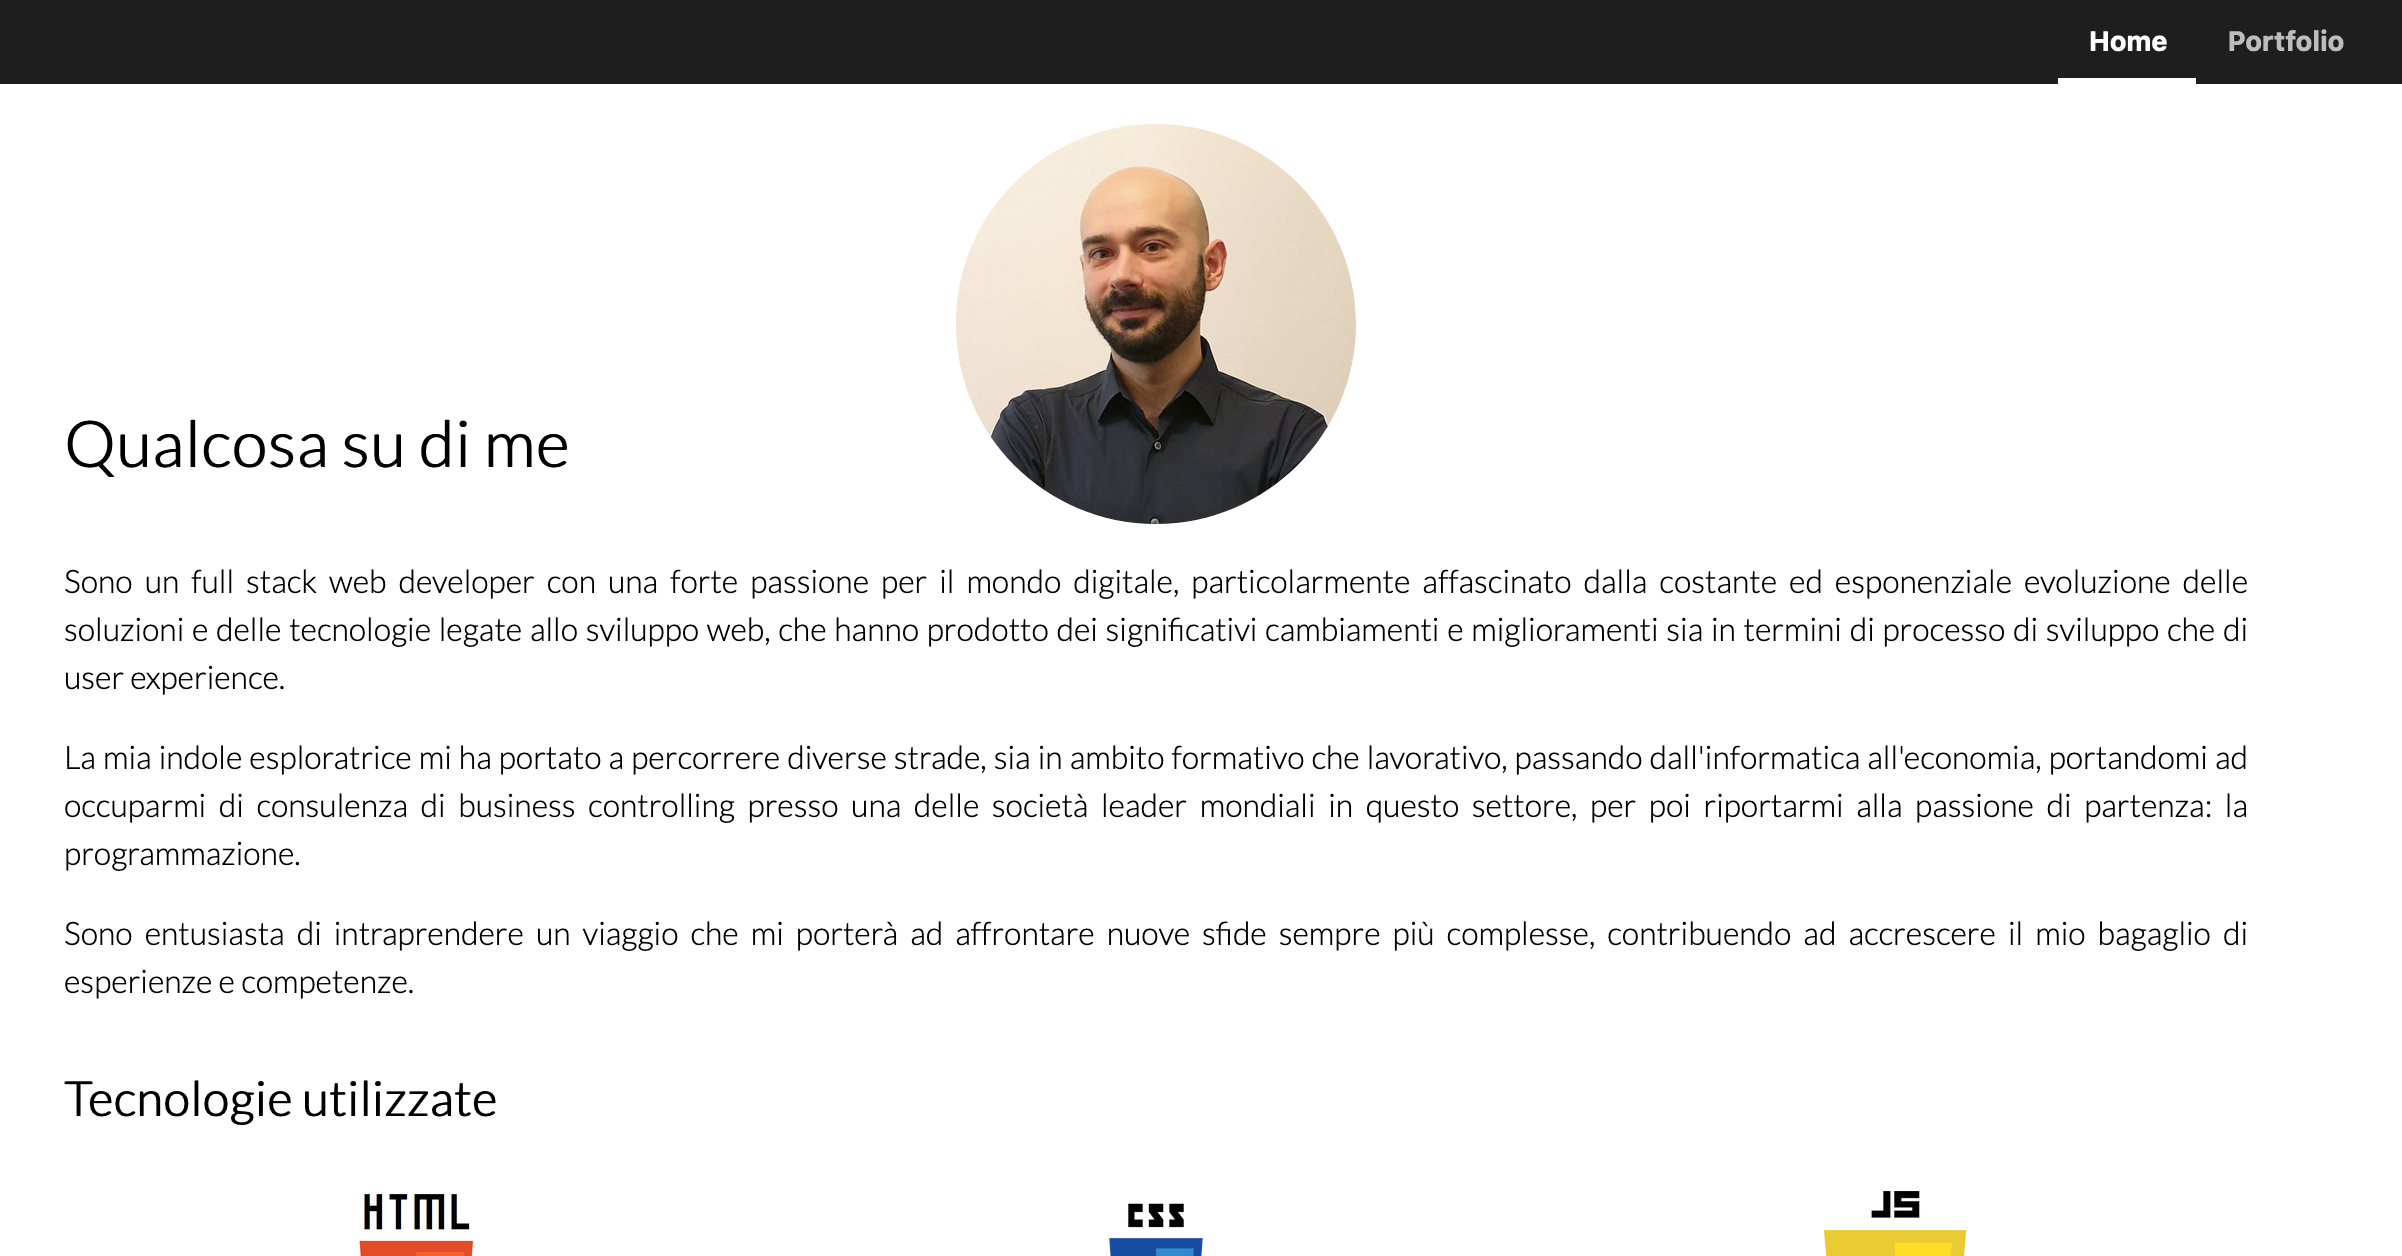 Home Portfolio
Qualcosa su di me
Sono un full stack web developer con una forte passione per il mondo digitale, particolarmente affascinato dalla costante ed esponenziale evoluzione delle
soluzioni e delle tecnologie legate allo sviluppo web, che hanno prodotto dei significativi cambiamenti e miglioramenti sia in termini di processo di sviluppo che di
user experience.
La mia indole esploratrice mi ha portato a percorrere diverse strade, sia in ambito formativo che lavorativo, passando dall'informatica all'economia, portandomi ad
occuparmi di consulenza di business controlling presso una delle società leader mondiali in questo settore, per poi riportarmi alla passione di partenza: la
programmazione.
Sono entusiasta di intraprendere un viaggio che mi porterà ad affrontare nuove sfide sempre più complesse, contribuendo ad accrescere il mio bagaglio di
esperienze e competenze.
Tecnologie utilizzate
HTML CSS JS